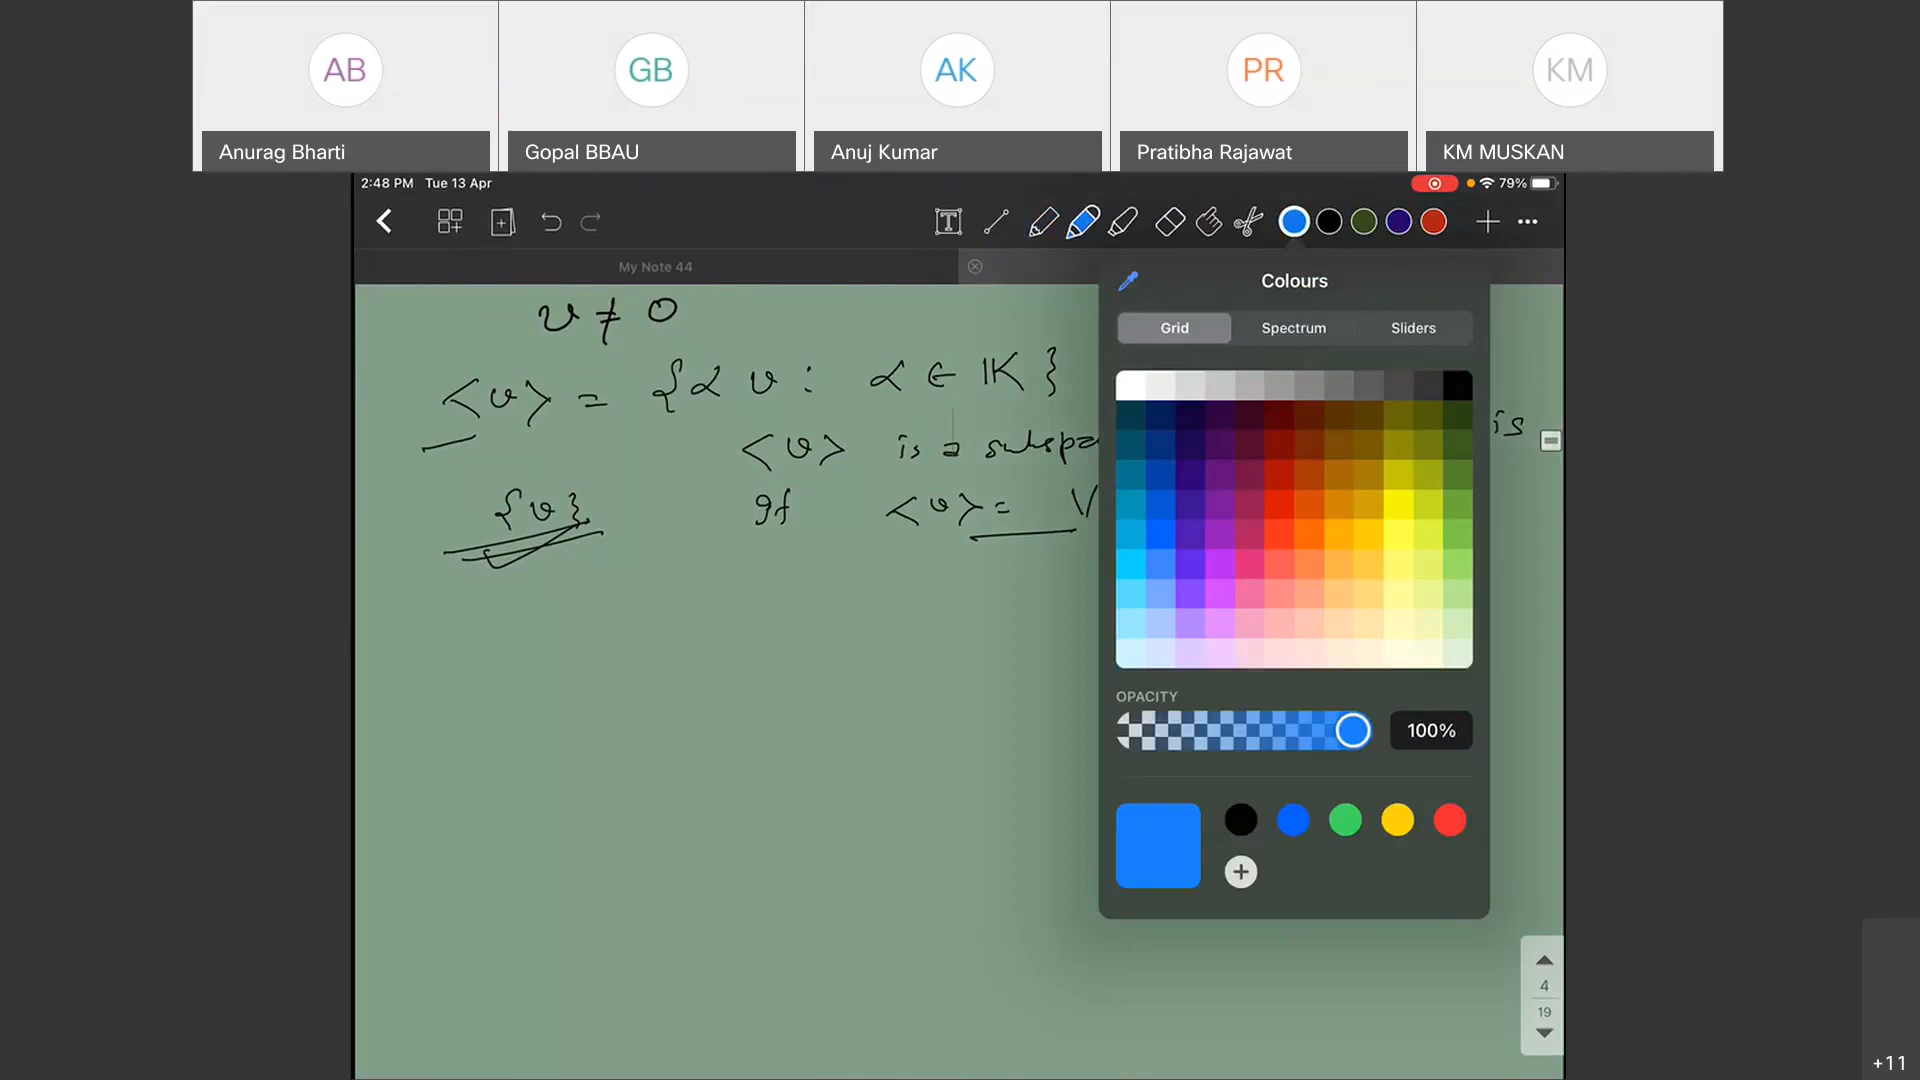 AB GB AK PR KM
Anurag Bharti Gopal BBAU Anuj Kumar Pratibha Rajawat KM MUSKAN
2:48 PM Tue 13 Apr 79%
T
My Note 44
Colours
Grid Spectrum Sliders
v ≠ 0
<v> = {α v : α ∈ IK}
<v> is a subspa
is
{v} If <v> = V
OPACITY
100%
4
19
+11